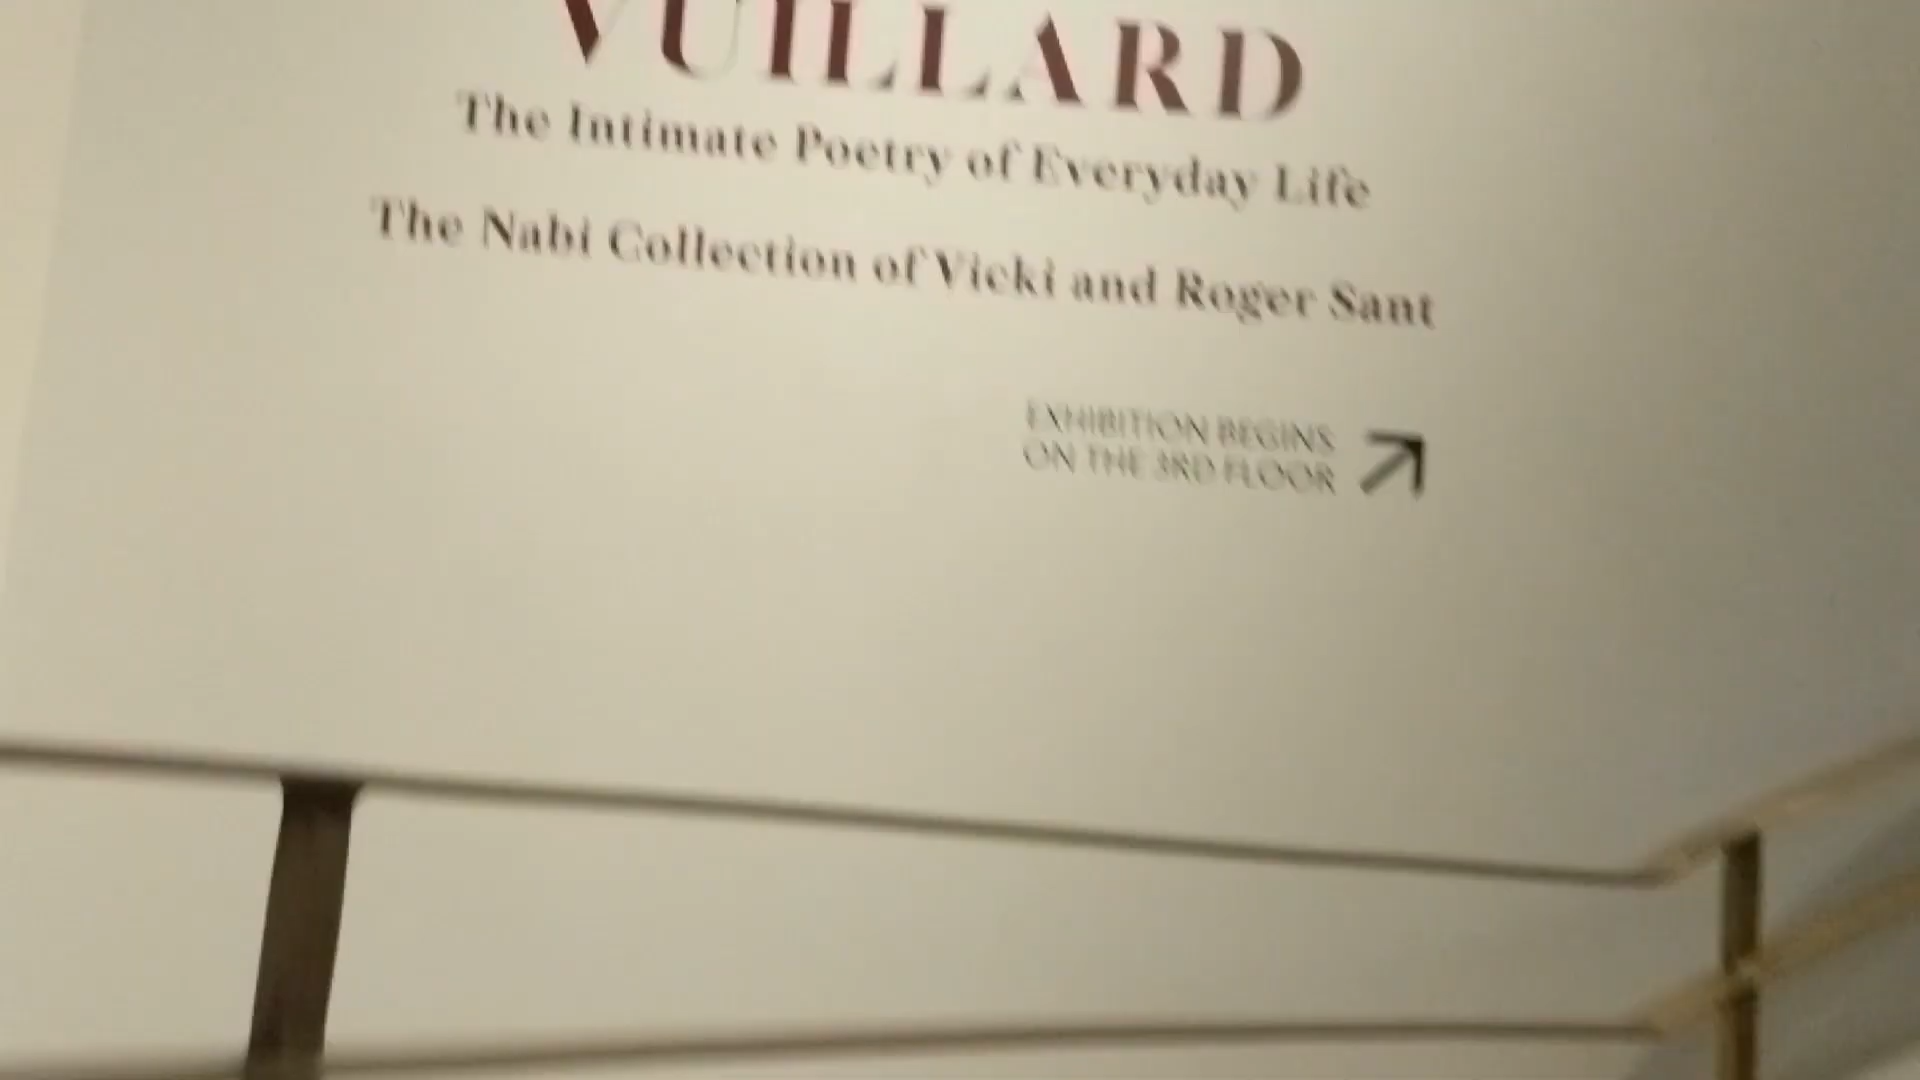 VUILLARD
The Intimate Poetry of Everyday Life
The Nabi Collection of Vicki and Roger Sant
EXHIBITION BEGINS
ON THE 3RD FLOOR